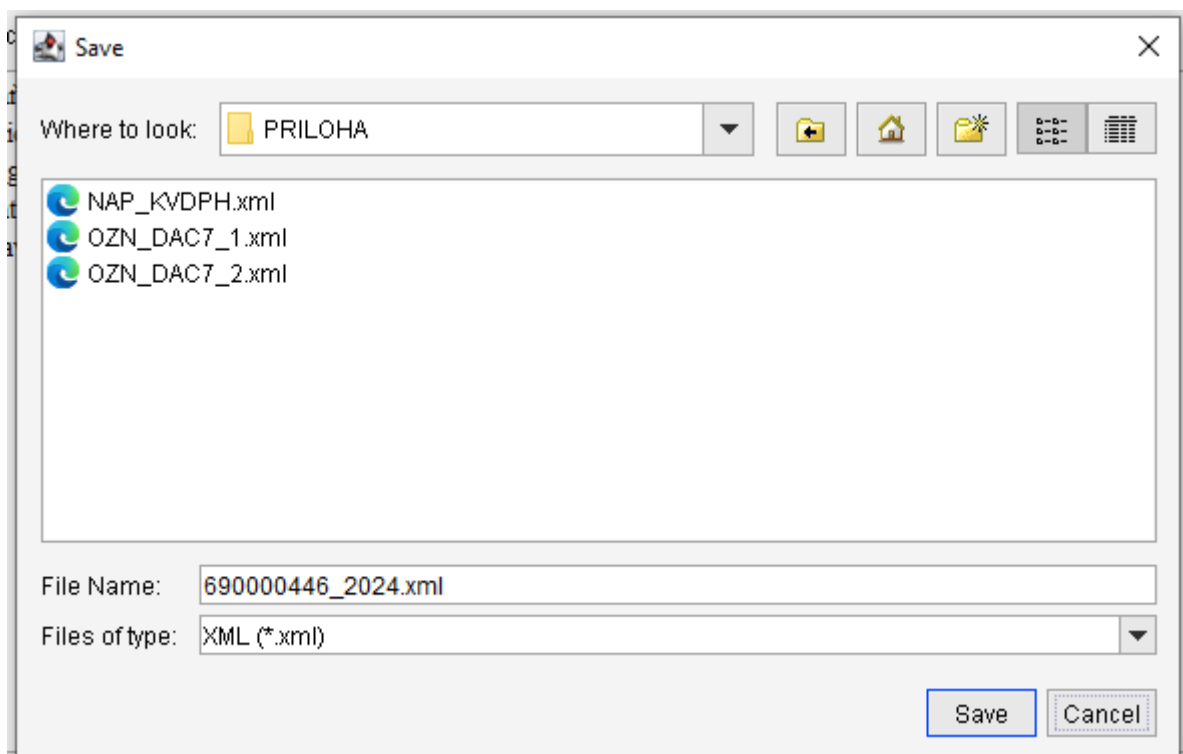 Save
Where to look: PRILOHA
NAP_KVDPH.xml
OZN_DAC7_1.xml
OZN_DAC7_2.xml
File Name: 690000446_2024.xml
Files of type: XML (*.xml)
Save Cancel